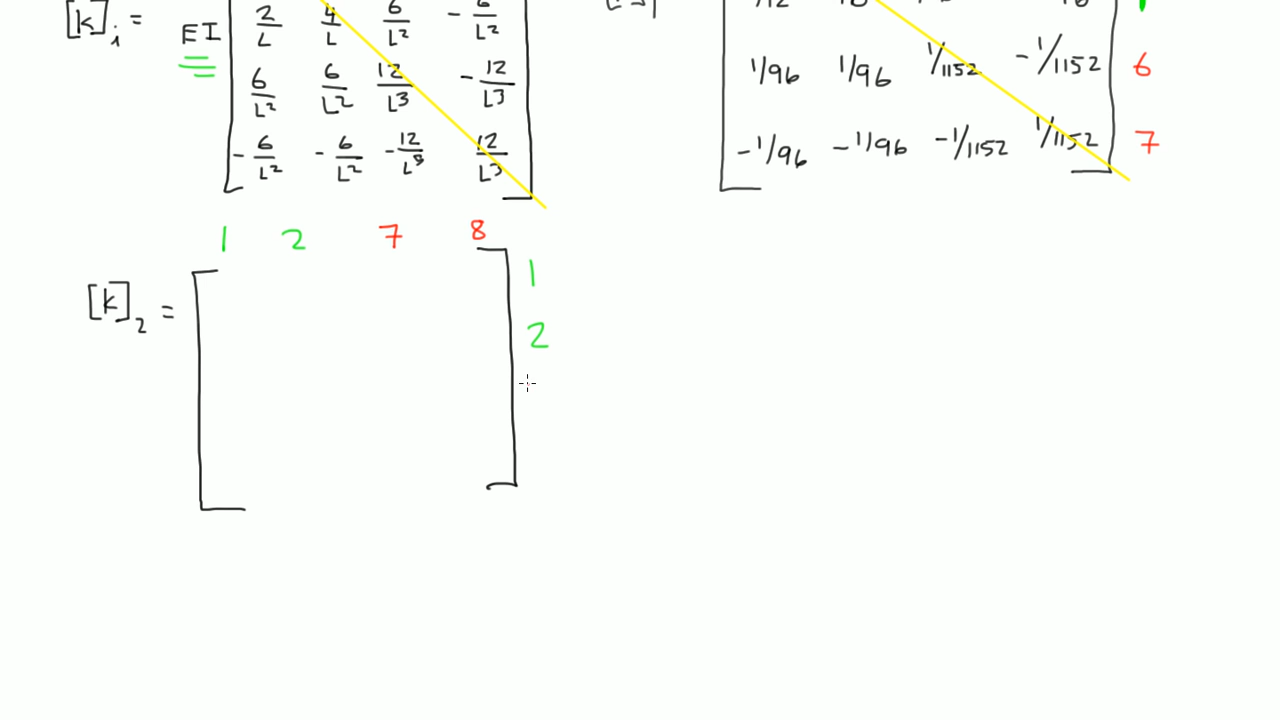 [k]i = EI
2/L 4/L 6/L² - 6/L²
6/L² 6/L² 12/L³ - 12/L³
- 6/L² - 6/L² - 12/L³ 12/L³
1/96 1/96 1/1152 - 1/1152 6
- 1/96 - 1/96 - 1/1152 1/1152 7
1 2 7 8
[k]2 =
1
2